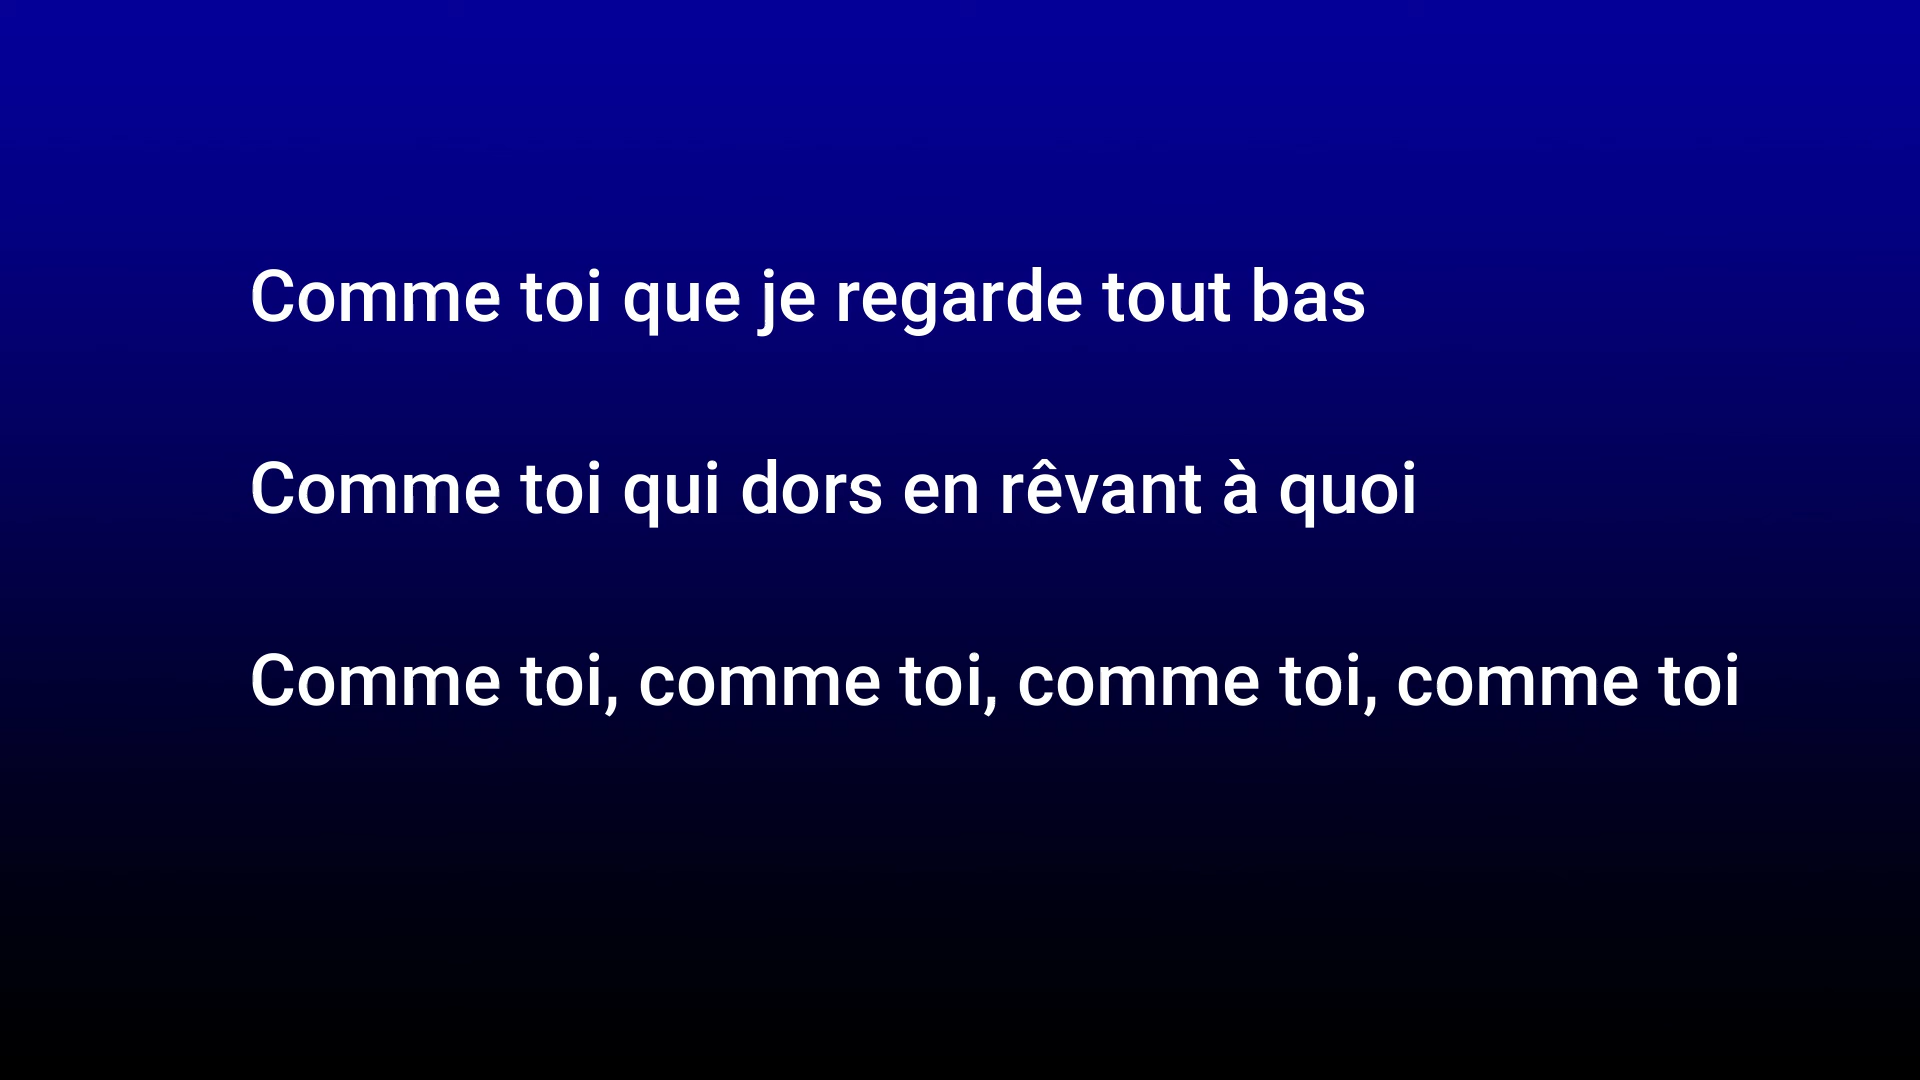 Comme toi que je regarde tout bas
Comme toi qui dors en rêvant à quoi
Comme toi, comme toi, comme toi, comme toi